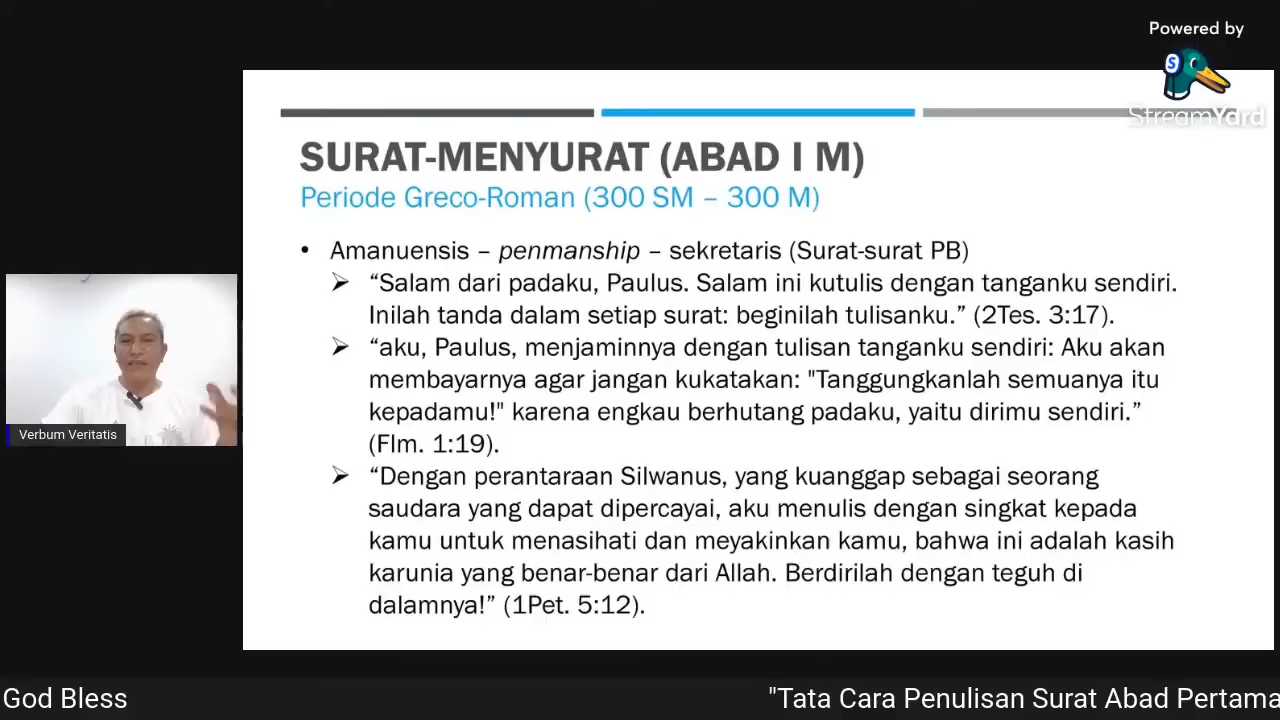 Powered by
S
StreamYard
SURAT-MENYURAT (ABAD I M)
Periode Greco-Roman (300 SM – 300 M)
• Amanuensis – penmanship – sekretaris (Surat-surat PB)
➢ “Salam dari padaku, Paulus. Salam ini kutulis dengan tanganku sendiri.
Inilah tanda dalam setiap surat: beginilah tulisanku.” (2Tes. 3:17).
➢ “aku, Paulus, menjaminnya dengan tulisan tanganku sendiri: Aku akan
membayarnya agar jangan kukatakan: "Tanggungkanlah semuanya itu
kepadamu!" karena engkau berhutang padaku, yaitu dirimu sendiri.”
(Flm. 1:19).
➢ “Dengan perantaraan Silwanus, yang kuanggap sebagai seorang
saudara yang dapat dipercayai, aku menulis dengan singkat kepada
kamu untuk menasihati dan meyakinkan kamu, bahwa ini adalah kasih
karunia yang benar-benar dari Allah. Berdirilah dengan teguh di
dalamnya!” (1Pet. 5:12).
Verbum Veritatis
God Bless
"Tata Cara Penulisan Surat Abad Pertama